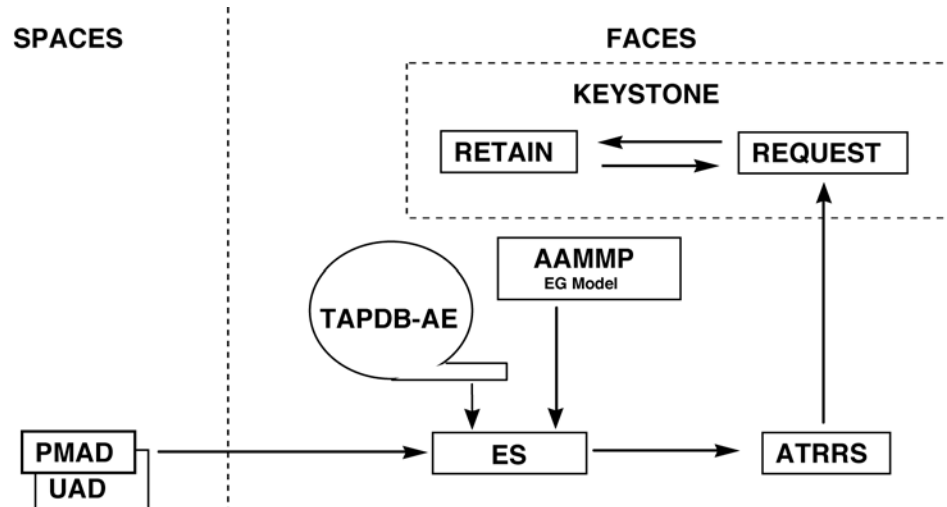 SPACES
FACES
KEYSTONE
RETAIN
REQUEST
AAMMP
EG Model
TAPDB-AE
PMAD
UAD
ES
ATRRS